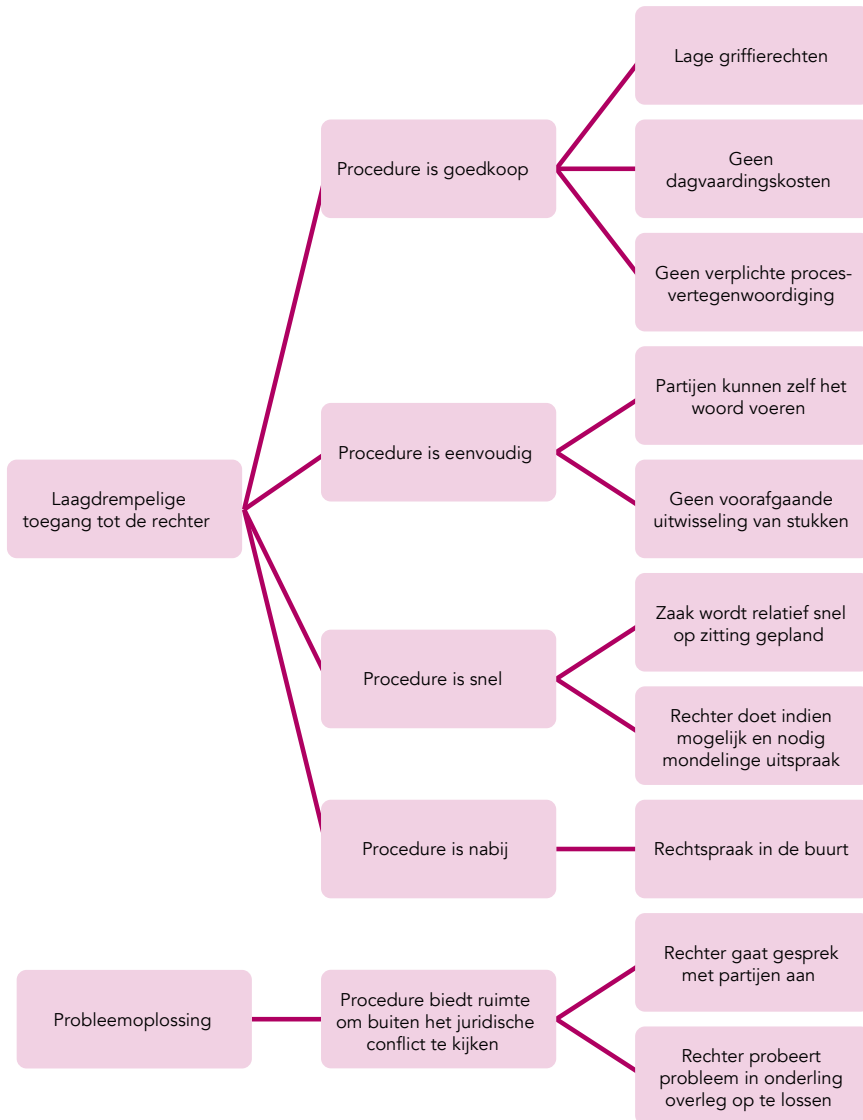 Lage griffierechten
Procedure is goedkoop
Geen
dagvaardingskosten
Geen verplichte proces-
vertegenwoordiging
Laagdrempelige
toegang tot de rechter
Procedure is eenvoudig
Partijen kunnen zelf het
woord voeren
Geen voorafgaande
uitwisseling van stukken
Procedure is snel
Zaak wordt relatief snel
op zitting gepland
Rechter doet indien
mogelijk en nodig
mondelinge uitspraak
Procedure is nabij
Rechtspraak in de buurt
Probleemoplossing
Procedure biedt ruimte
om buiten het juridische
conflict te kijken
Rechter gaat gesprek
met partijen aan
Rechter probeert
probleem in onderling
overleg op te lossen